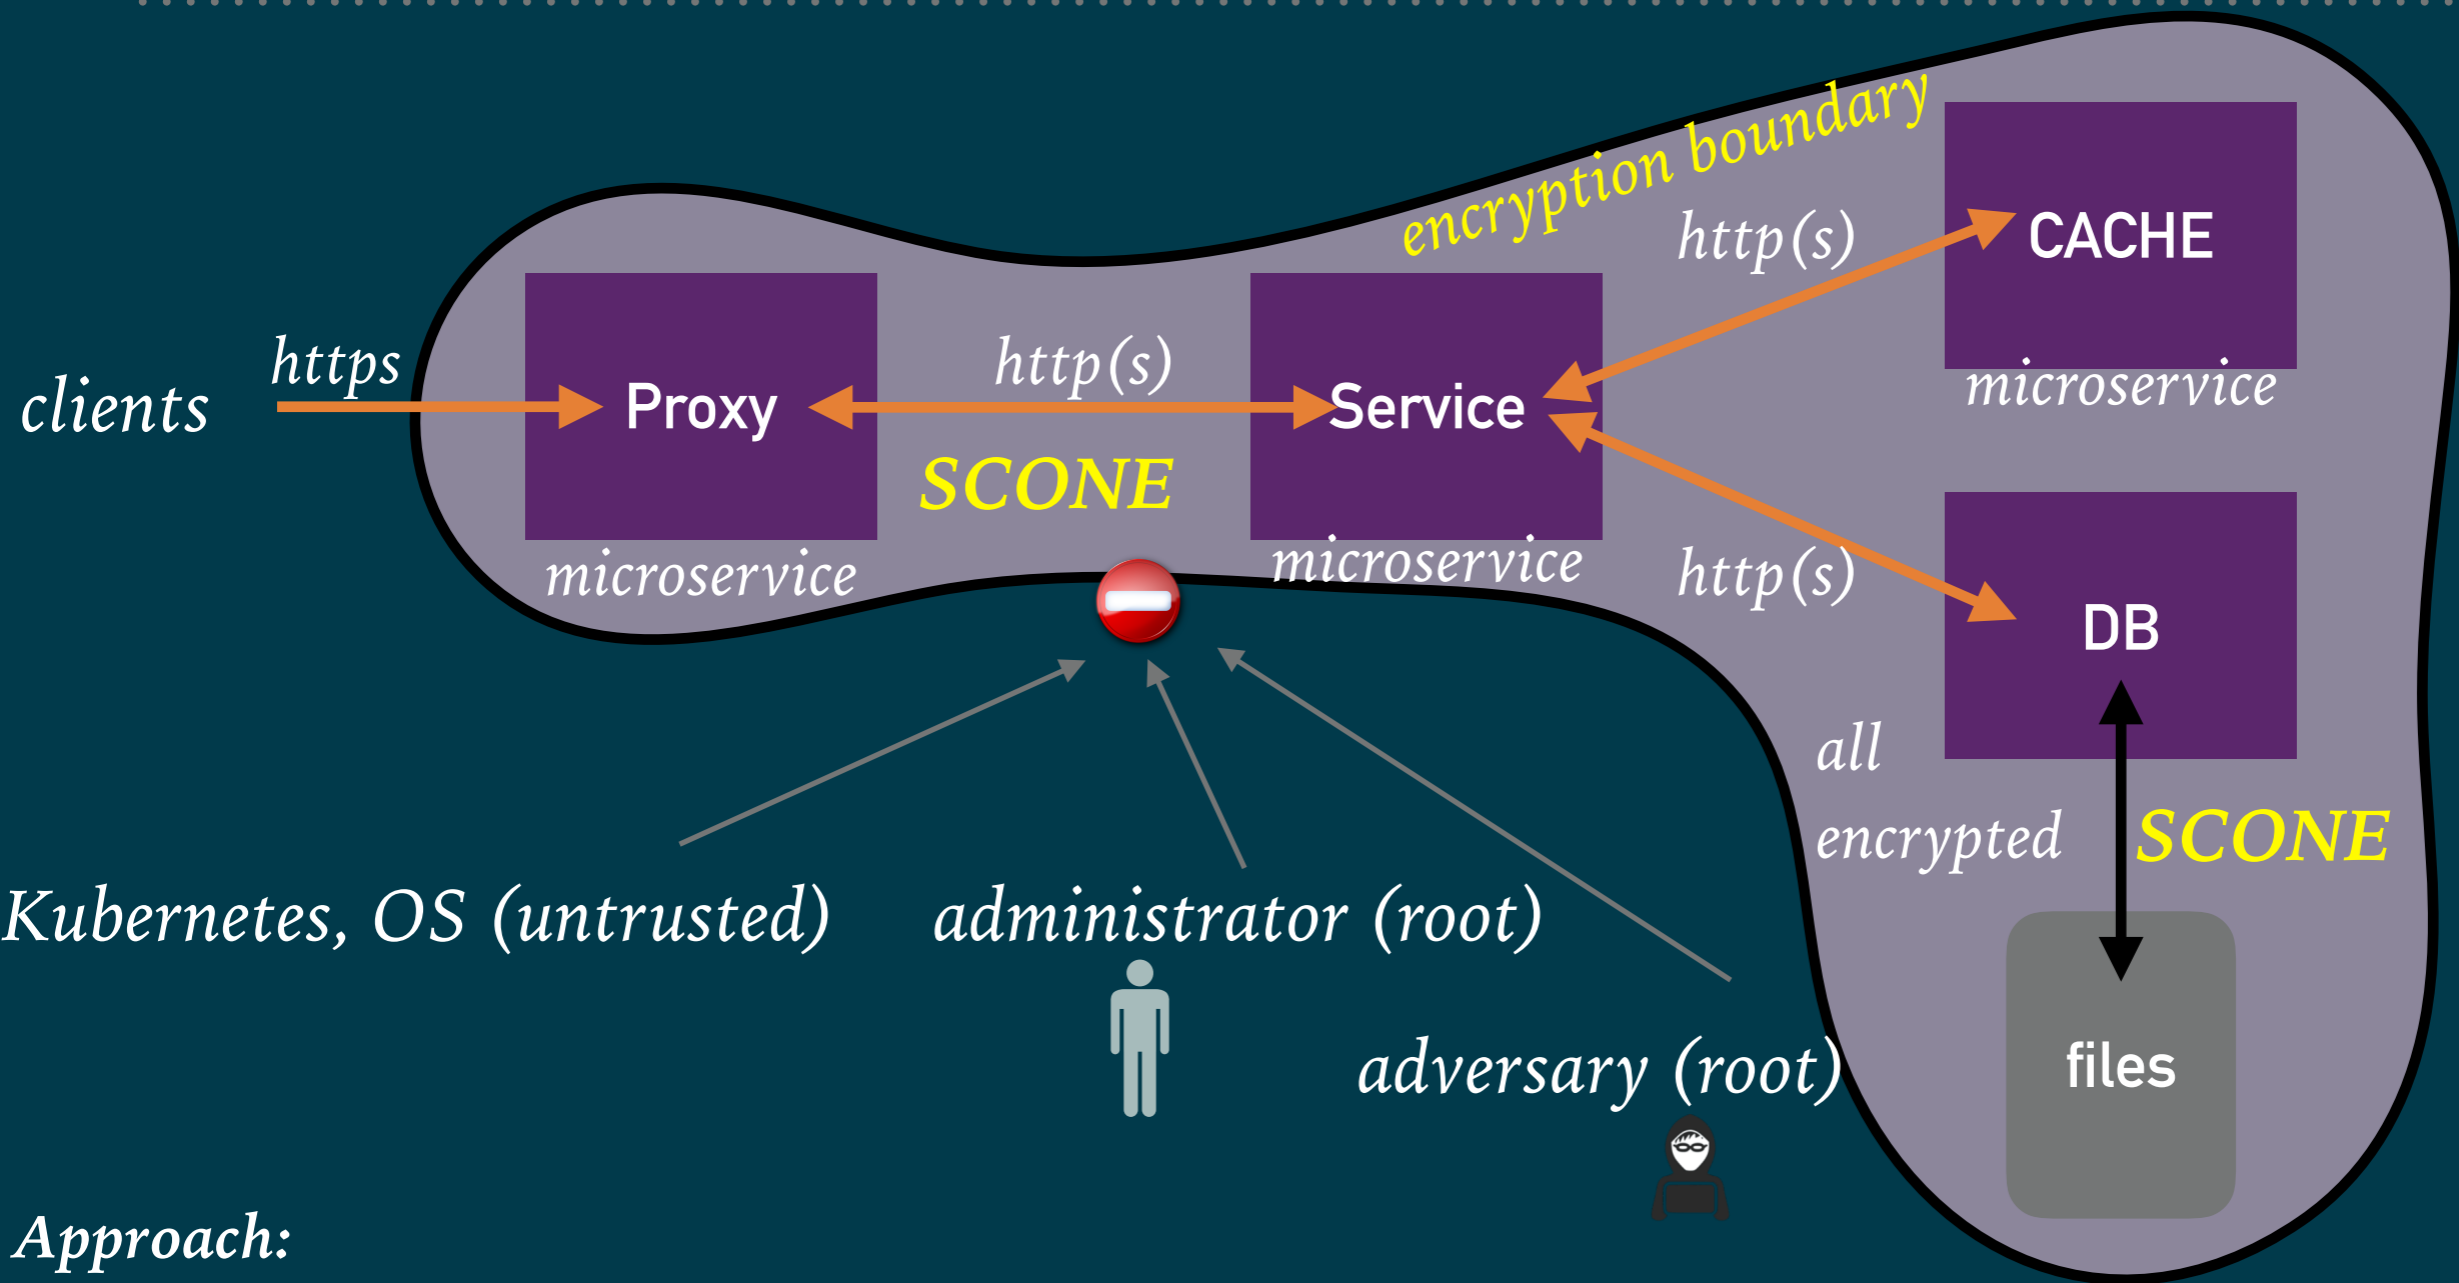 encryption boundary
http(s)
CACHE
microservice
clients
https
Proxy
microservice
http(s)
SCONE
Service
microservice
http(s)
DB
all
encrypted
SCONE
files
Kubernetes, OS (untrusted)
administrator (root)
adversary (root)
Approach: